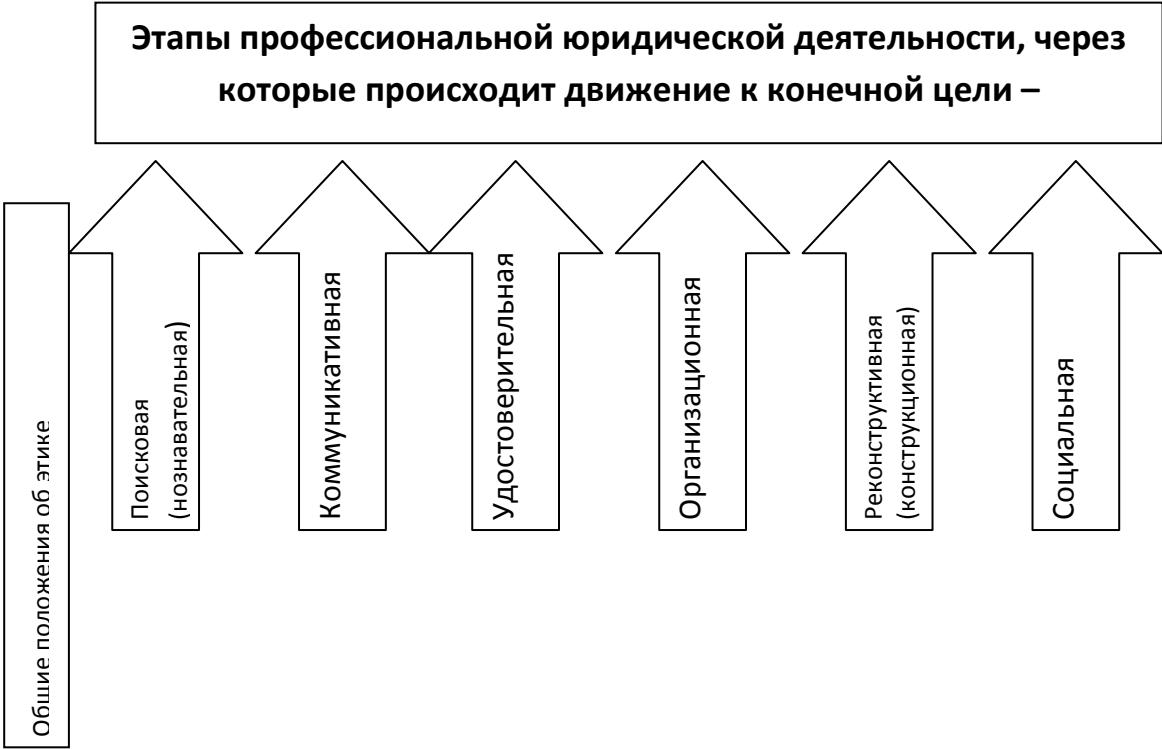 Этапы профессиональной юридической деятельности, через
которые происходит движение к конечной цели –
Общие положения об этике
Поисковая
(нознавательная)
Коммуникативная
Удостоверительная
Организационная
Реконструктивная
(конструкционная)
Социальная